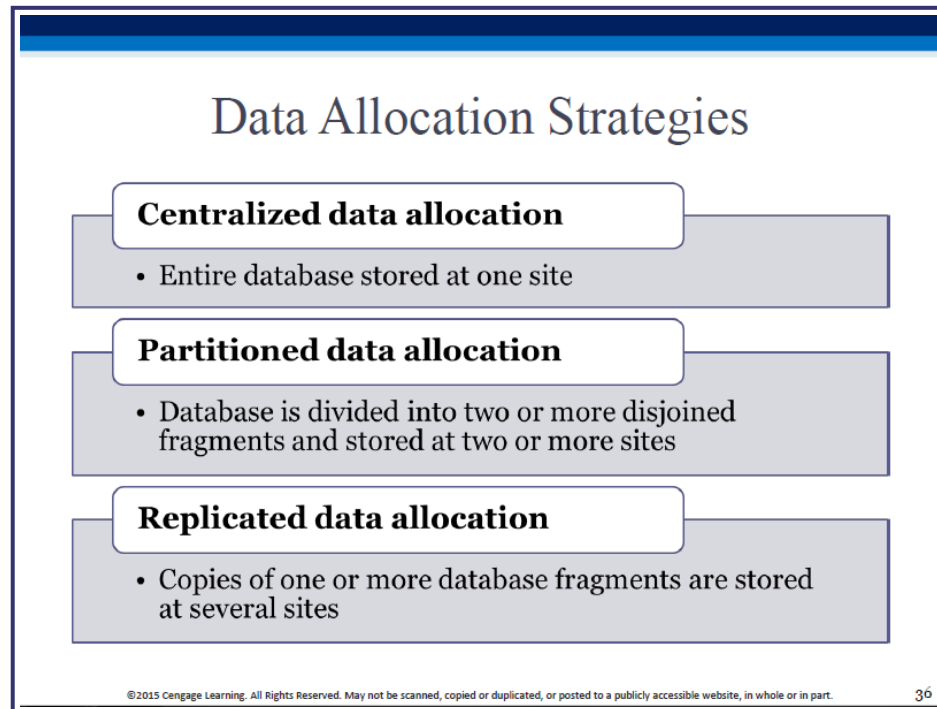 Data Allocation Strategies
Centralized data allocation
• Entire database stored at one site
Partitioned data allocation
• Database is divided into two or more disjoined
fragments and stored at two or more sites
Replicated data allocation
• Copies of one or more database fragments are stored
at several sites
©2015 Cengage Learning. All Rights Reserved. May not be scanned, copied or duplicated, or posted to a publicly accessible website, in whole or in part.
36